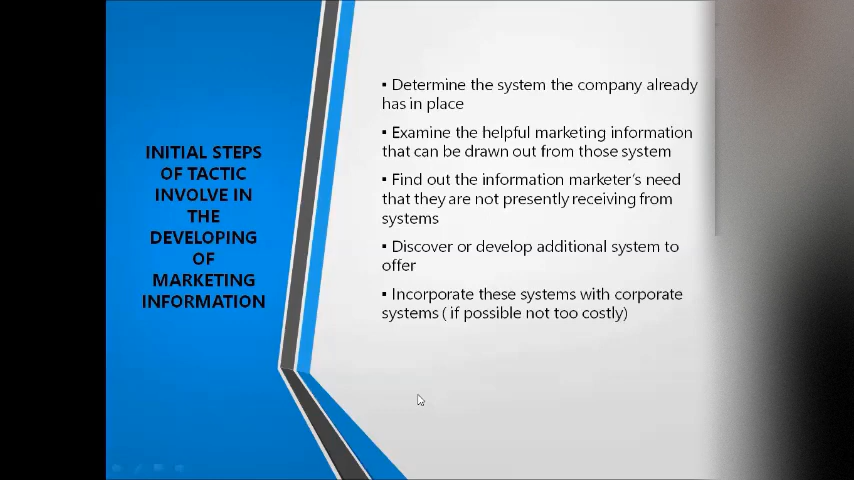 INITIAL STEPS
OF TACTIC
INVOLVE IN
THE
DEVELOPING
OF
MARKETING
INFORMATION
▪ Determine the system the company already
has in place
▪ Examine the helpful marketing information
that can be drawn out from those system
▪ Find out the information marketer's need
that they are not presently receiving from
systems
▪ Discover or develop additional system to
offer
▪ Incorporate these systems with corporate
systems ( if possible not too costly)